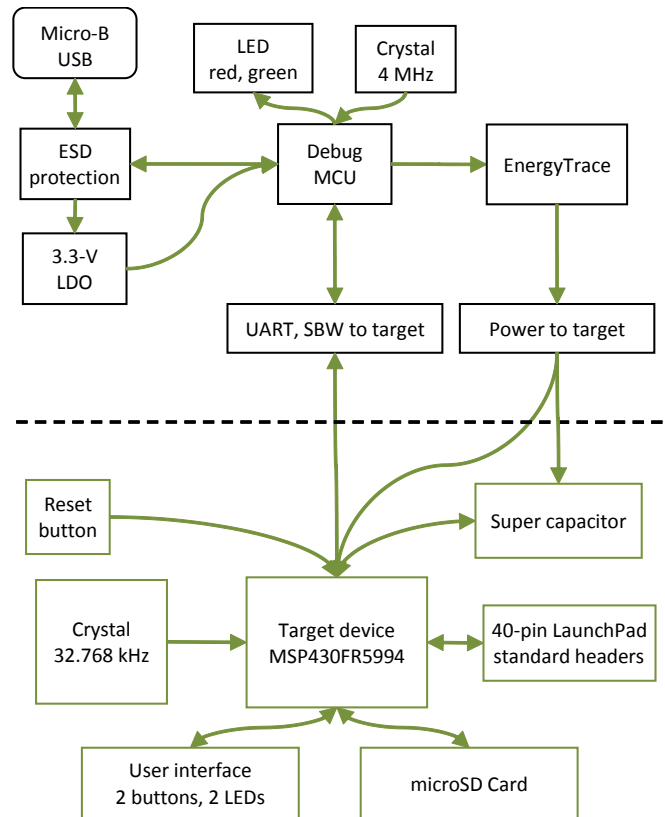 Micro-B
USB
LED
red, green
Crystal
4 MHz
ESD
protection
Debug
MCU
EnergyTrace
3.3-V
LDO
UART, SBW to target
Power to target
Reset
button
Super capacitor
Crystal
32.768 kHz
Target device
MSP430FR5994
40-pin LaunchPad
standard headers
User interface
2 buttons, 2 LEDs
microSD Card